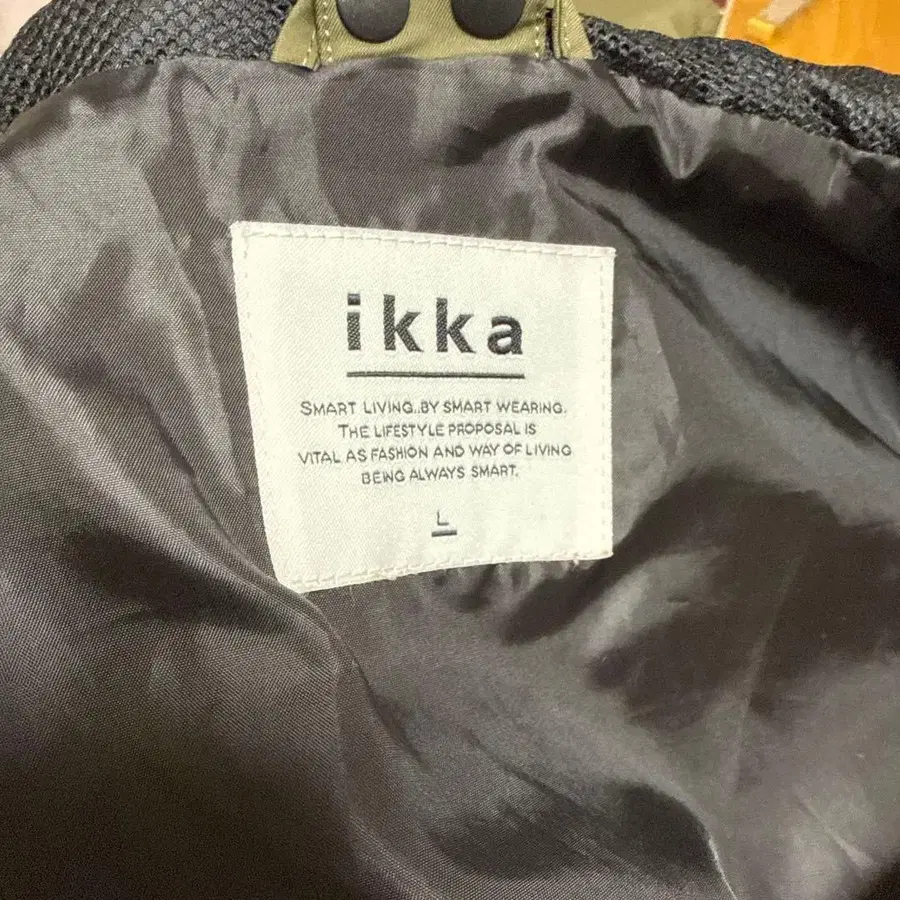 ikka
SMART LIVING..BY SMART WEARING.
THE LIFESTYLE PROPOSAL IS
VITAL AS FASHION AND WAY OF LIVING
BEING ALWAYS SMART.
L